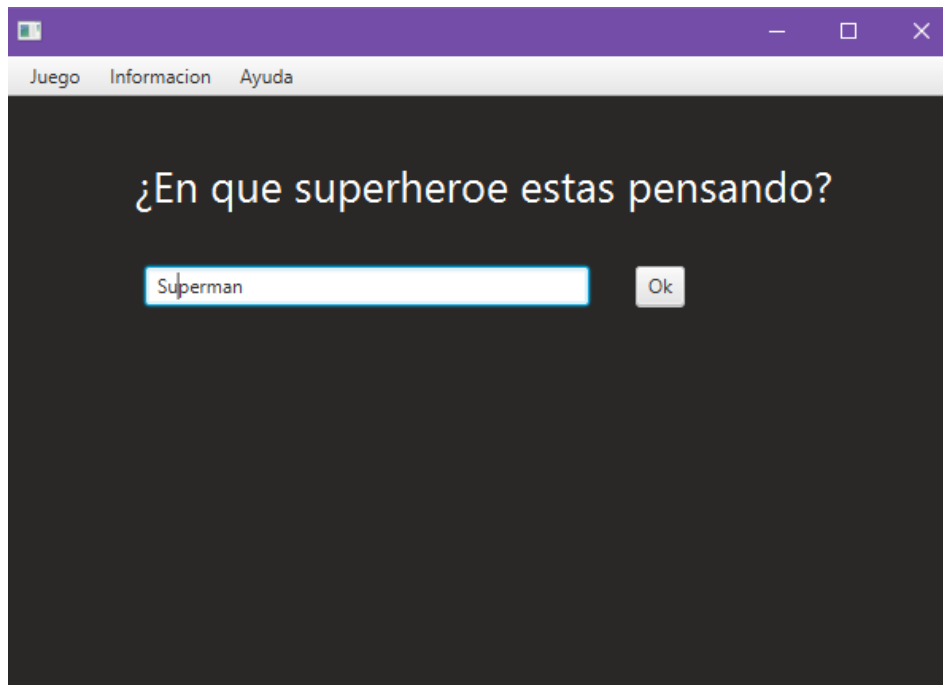 Juego Informacion Ayuda
¿En que superheroe estas pensando?
Superman Ok